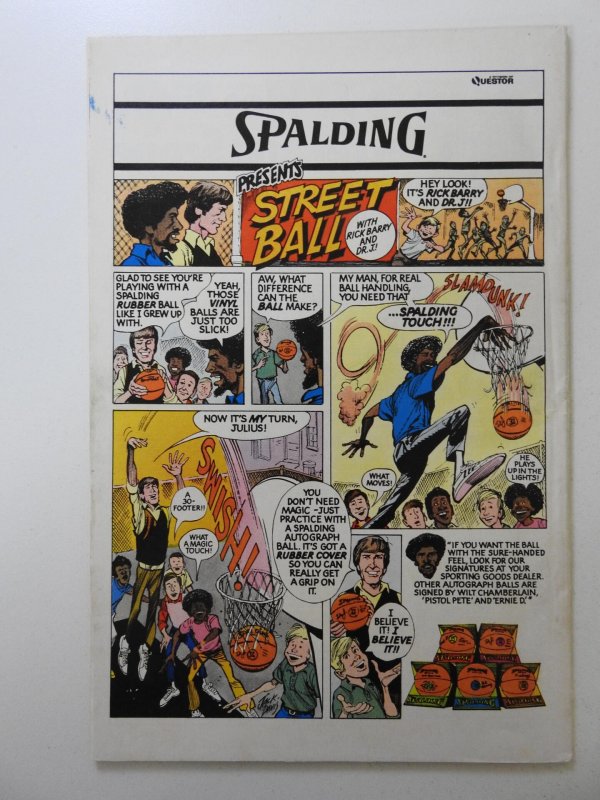 QUESTOR
SPALDING
PRESENTS
STREET
BALL
WITH
RICK BARRY
AND
DR. J!
HEY LOOK!
IT'S RICK BARRY
AND DR. J!!
GLAD TO SEE YOU'RE
PLAYING WITH A
SPALDING
RUBBER BALL
LIKE I GREW UP
WITH.
YEAH,
THOSE
VINYL
BALLS ARE
JUST TOO
SLICK!
AW, WHAT
DIFFERENCE
CAN THE
BALL MAKE?
MY MAN, FOR REAL
BALL HANDLING,
YOU NEED THAT
...SPALDING
TOUCH!!!
SLAMDUNK!
WHAT
MOVES!
HE
PLAYS
UP IN THE
LIGHTS!
NOW IT'S MY TURN,
JULIUS!
A
30-
FOOTER!!
WHAT
A MAGIC
TOUCH!
SWISH!
YOU
DON'T NEED
MAGIC -JUST
PRACTICE WITH
A SPALDING
AUTOGRAPH
BALL. IT'S GOT A
RUBBER COVER
SO YOU CAN
REALLY GET
A GRIP ON
IT.
I
BELIEVE
IT! I
BELIEVE
IT!!
"IF YOU WANT THE BALL
WITH THE SURE-HANDED
FEEL, LOOK FOR OUR
SIGNATURES AT YOUR
SPORTING GOODS DEALER.
OTHER AUTOGRAPH BALLS ARE
SIGNED BY WILT CHAMBERLAIN,
'PISTOL PETE' AND 'ERNIE D.'"
SPALDING